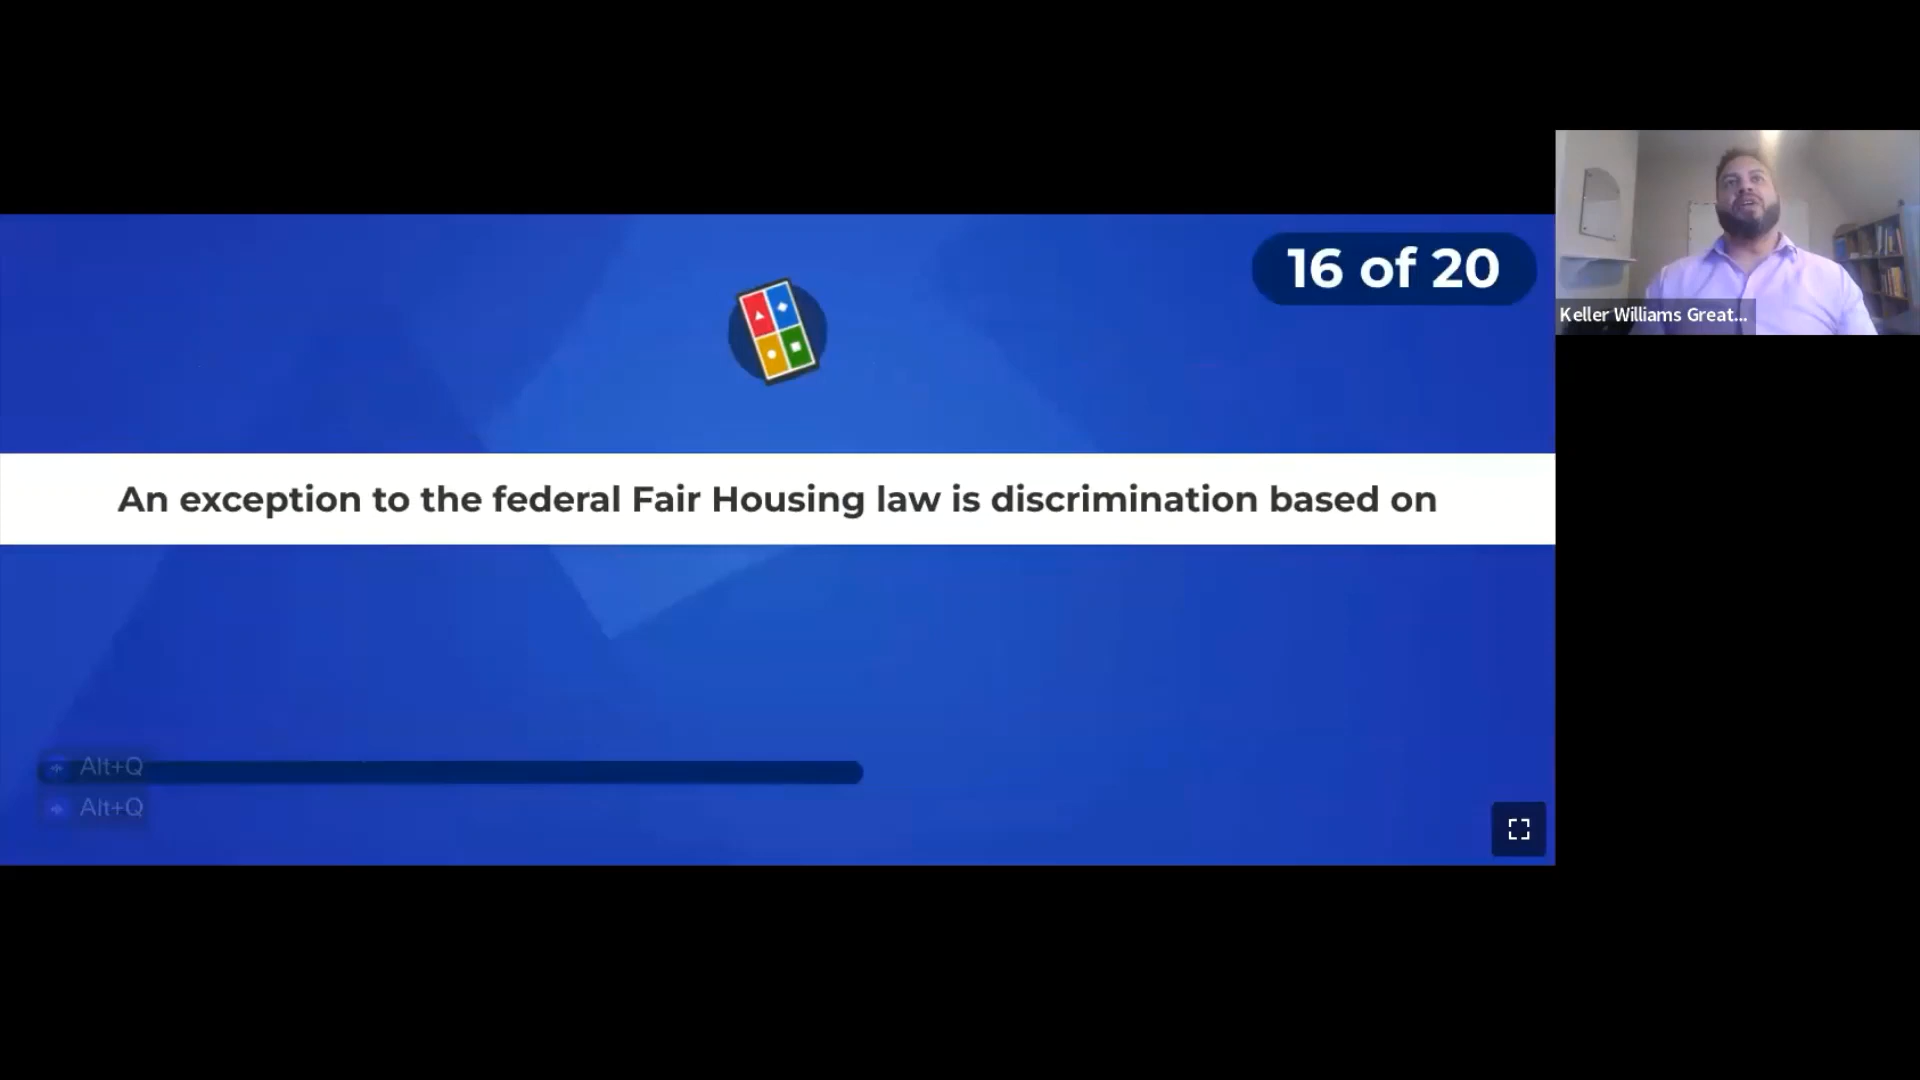 16 of 20
Keller Williams Great...
An exception to the federal Fair Housing law is discrimination based on
Alt+Q
Alt+Q